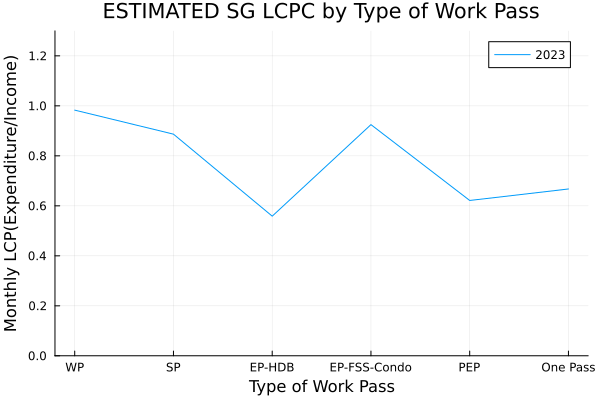 ESTIMATED SG LCPC by Type of Work Pass
Monthly LCP(Expenditure/Income)
1.2
1.0
0.8
0.6
0.4
0.2
0.0
2023
WP SP EP-HDB EP-FSS-Condo PEP One Pass
Type of Work Pass